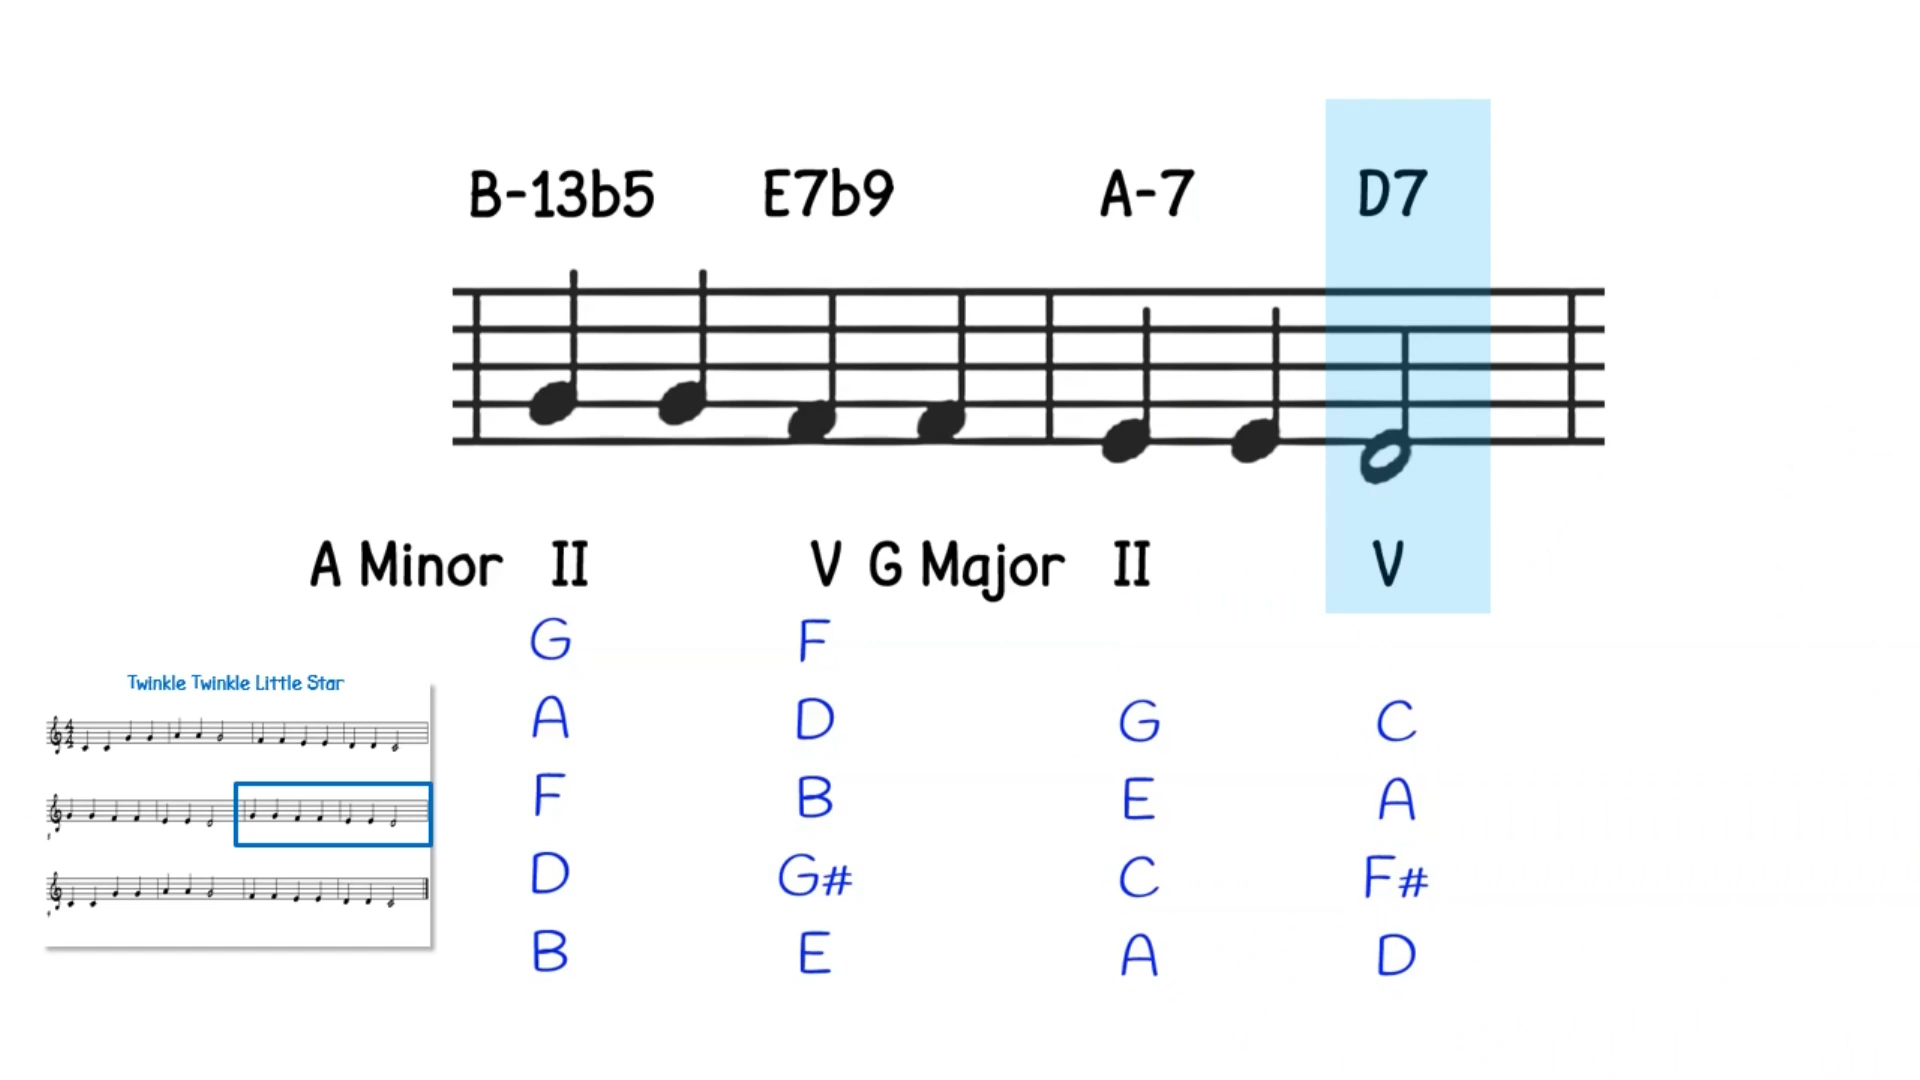 B-13b5 E7b9 A-7 D7
A Minor II V G Major II V
G F
Twinkle Twinkle Little Star
A D G C
F B E A
D G# C F#
B E A D